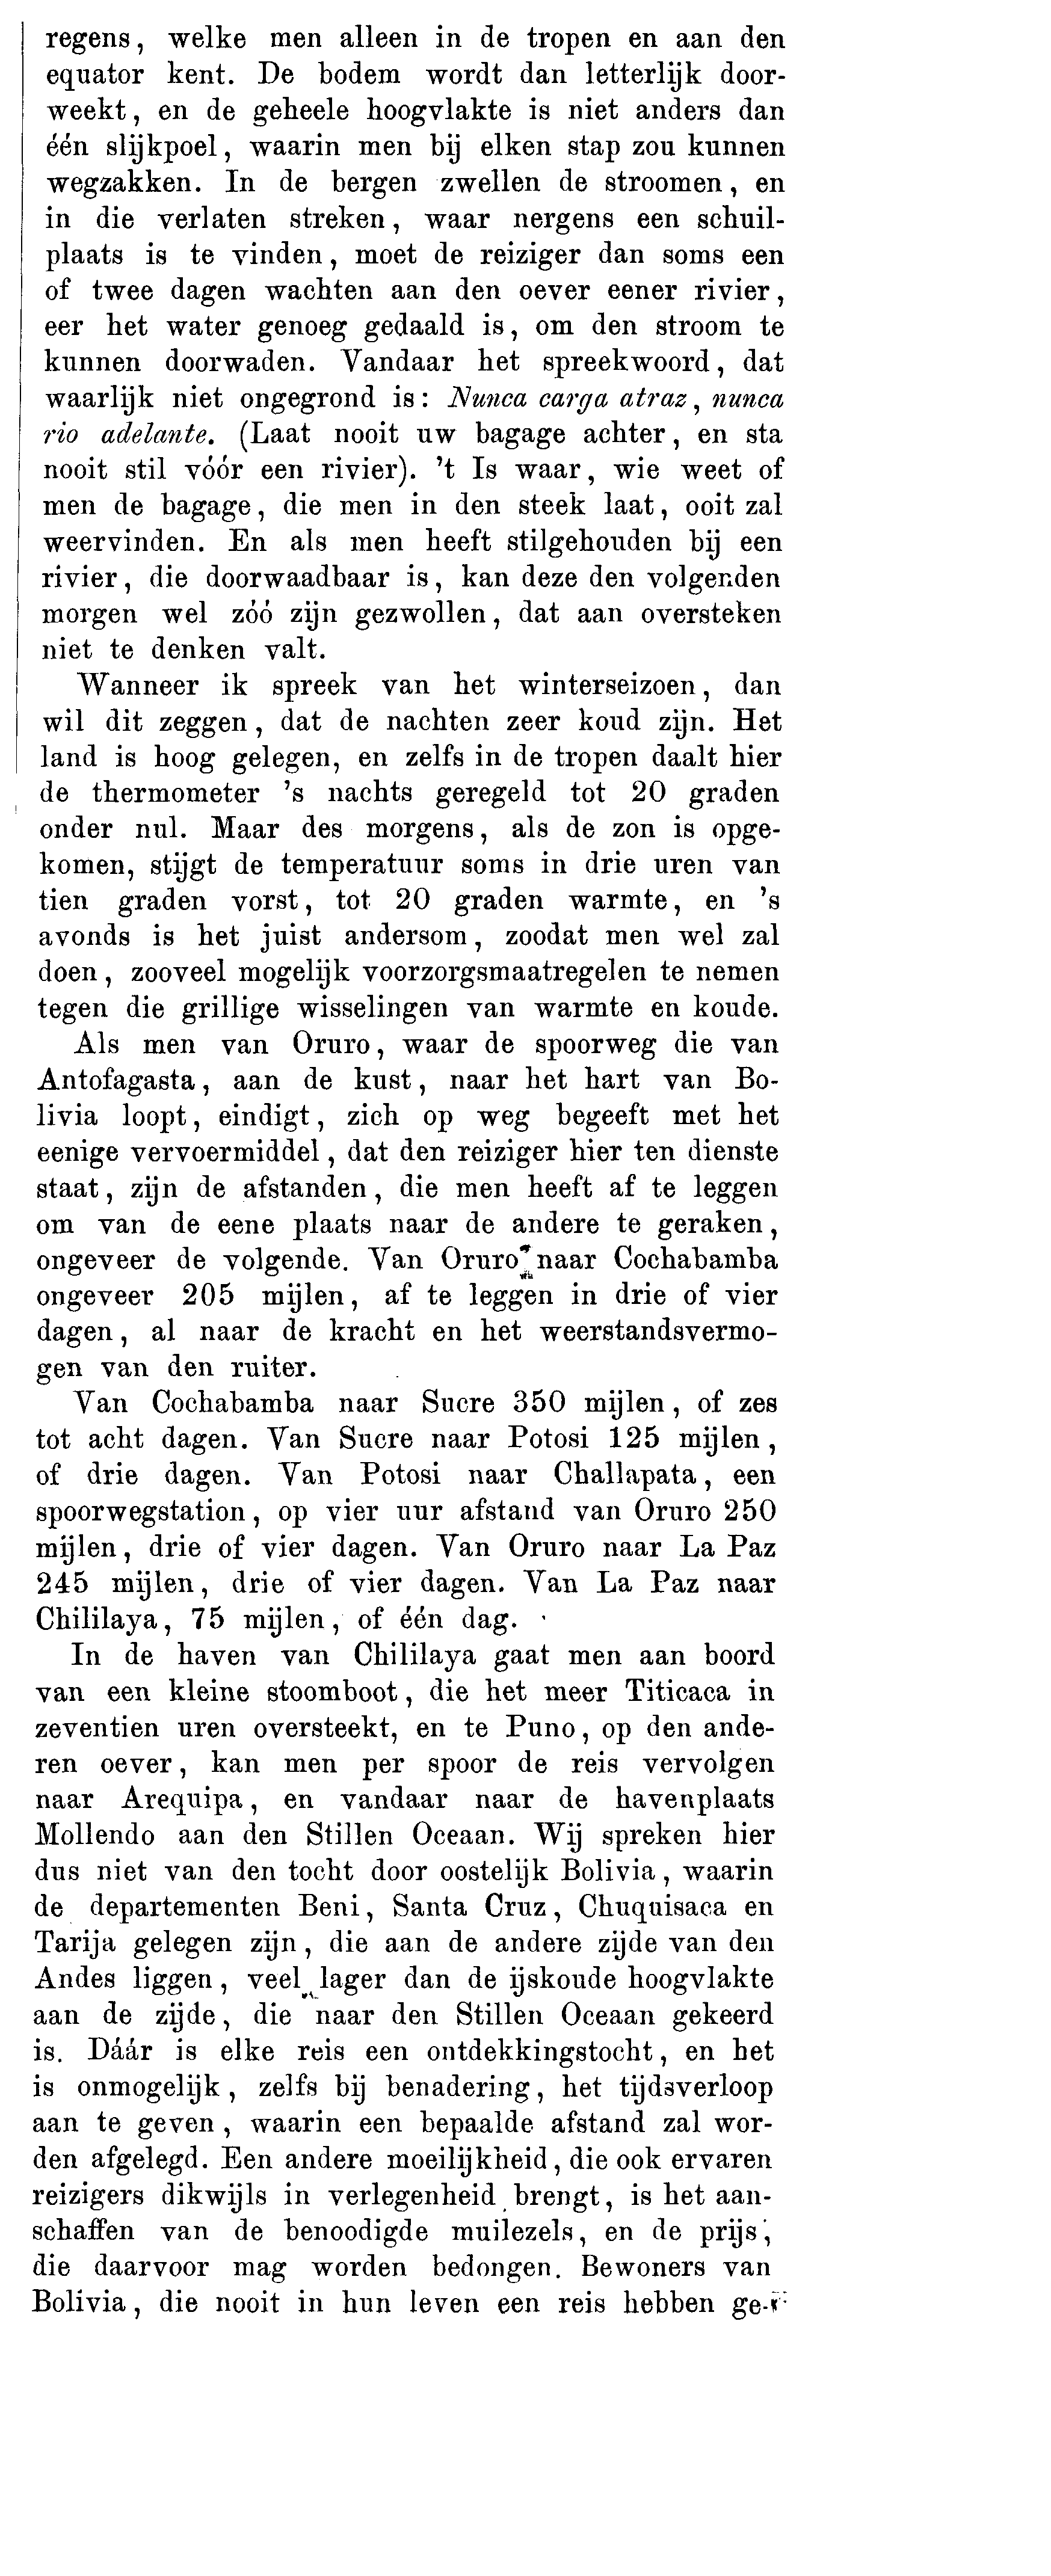 regens, welke men alleen in de tropen en aan den
equator kent. De bodem wordt dan letterlijk door-
weekt, en de geheele hoogvlakte is niet anders dan
één slijkpoel, waarin men bij elken stap zou kunnen
wegzakken. In de bergen zwellen de stroomen, en
in die verlaten streken, waar nergens een schuil-
plaats is te vinden, moet de reiziger dan soms een
of twee dagen wachten aan den oever eener rivier,
eer het water genoeg gedaald is, om den stroom te
kunnen doorwaden. Vandaar het spreekwoord, dat
waarlijk niet ongegrond is: Nunca carga atraz, nunca
rio adelante. (Laat nooit uw bagage achter, en sta
nooit stil vóór een rivier). 't Is waar, wie weet of
men de bagage, die men in den steek laat, ooit zal
weervinden. En als men heeft stilgehouden bij een
rivier, die doorwaadbaar is, kan deze den volgenden
morgen wel zóó zijn gezwollen, dat aan oversteken
niet te denken valt.
Wanneer ik spreek van het winterseizoen, dan
wil dit zeggen, dat de nachten zeer koud zijn. Het
land is hoog gelegen, en zelfs in de tropen daalt hier
de thermometer 's nachts geregeld tot 20 graden
onder nul. Maar des morgens, als de zon is opge-
komen, stijgt de temperatuur soms in drie uren van
tien graden vorst, tot 20 graden warmte, en 's
avonds is het juist andersom, zoodat men wel zal
doen, zooveel mogelijk voorzorgsmaatregelen te nemen
tegen die grillige wisselingen van warmte en koude.
Als men van Oruro, waar de spoorweg die van
Antofagasta, aan de kust, naar het hart van Bo-
livia loopt, eindigt, zich op weg begeeft met het
eenige vervoermiddel, dat den reiziger hier ten dienste
staat, zijn de afstanden, die men heeft af te leggen
om van de eene plaats naar de andere te geraken,
ongeveer de volgende. Van Oruro naar Cochabamba
ongeveer 205 mijlen, af te leggen in drie of vier
dagen, al naar de kracht en het weerstandsvermo-
gen van den ruiter.
Van Cochabamba naar Sucre 350 mijlen, of zes
tot acht dagen. Van Sucre naar Potosi 125 mijlen,
of drie dagen. Van Potosi naar Challapata, een
spoorwegstation, op vier uur afstand van Oruro 250
mijlen, drie of vier dagen. Van Oruro naar La Paz
245 mijlen, drie of vier dagen. Van La Paz naar
Chililaya, 75 mijlen, of één dag.
In de haven van Chililaya gaat men aan boord
van een kleine stoomboot, die het meer Titicaca in
zeventien uren oversteekt, en te Puno, op den ande-
ren oever, kan men per spoor de reis vervolgen
naar Arequipa, en vandaar naar de havenplaats
Mollendo aan den Stillen Oceaan. Wij spreken hier
dus niet van den tocht door oostelijk Bolivia, waarin
de departementen Beni, Santa Cruz, Chuquisaca en
Tarija gelegen zijn, die aan de andere zijde van den
Andes liggen, veel lager dan de ijskoude hoogvlakte
aan de zijde, die naar den Stillen Oceaan gekeerd
is. Dáár is elke reis een ontdekkingstocht, en het
is onmogelijk, zelfs bij benadering, het tijdsverloop
aan te geven, waarin een bepaalde afstand zal wor-
den afgelegd. Een andere moeilijkheid, die ook ervaren
reizigers dikwijls in verlegenheid brengt, is het aan-
schaffen van de benoodigde muilezels, en de prijs,
die daarvoor mag worden bedongen. Bewoners van
Bolivia, die nooit in hun leven een reis hebben ge-